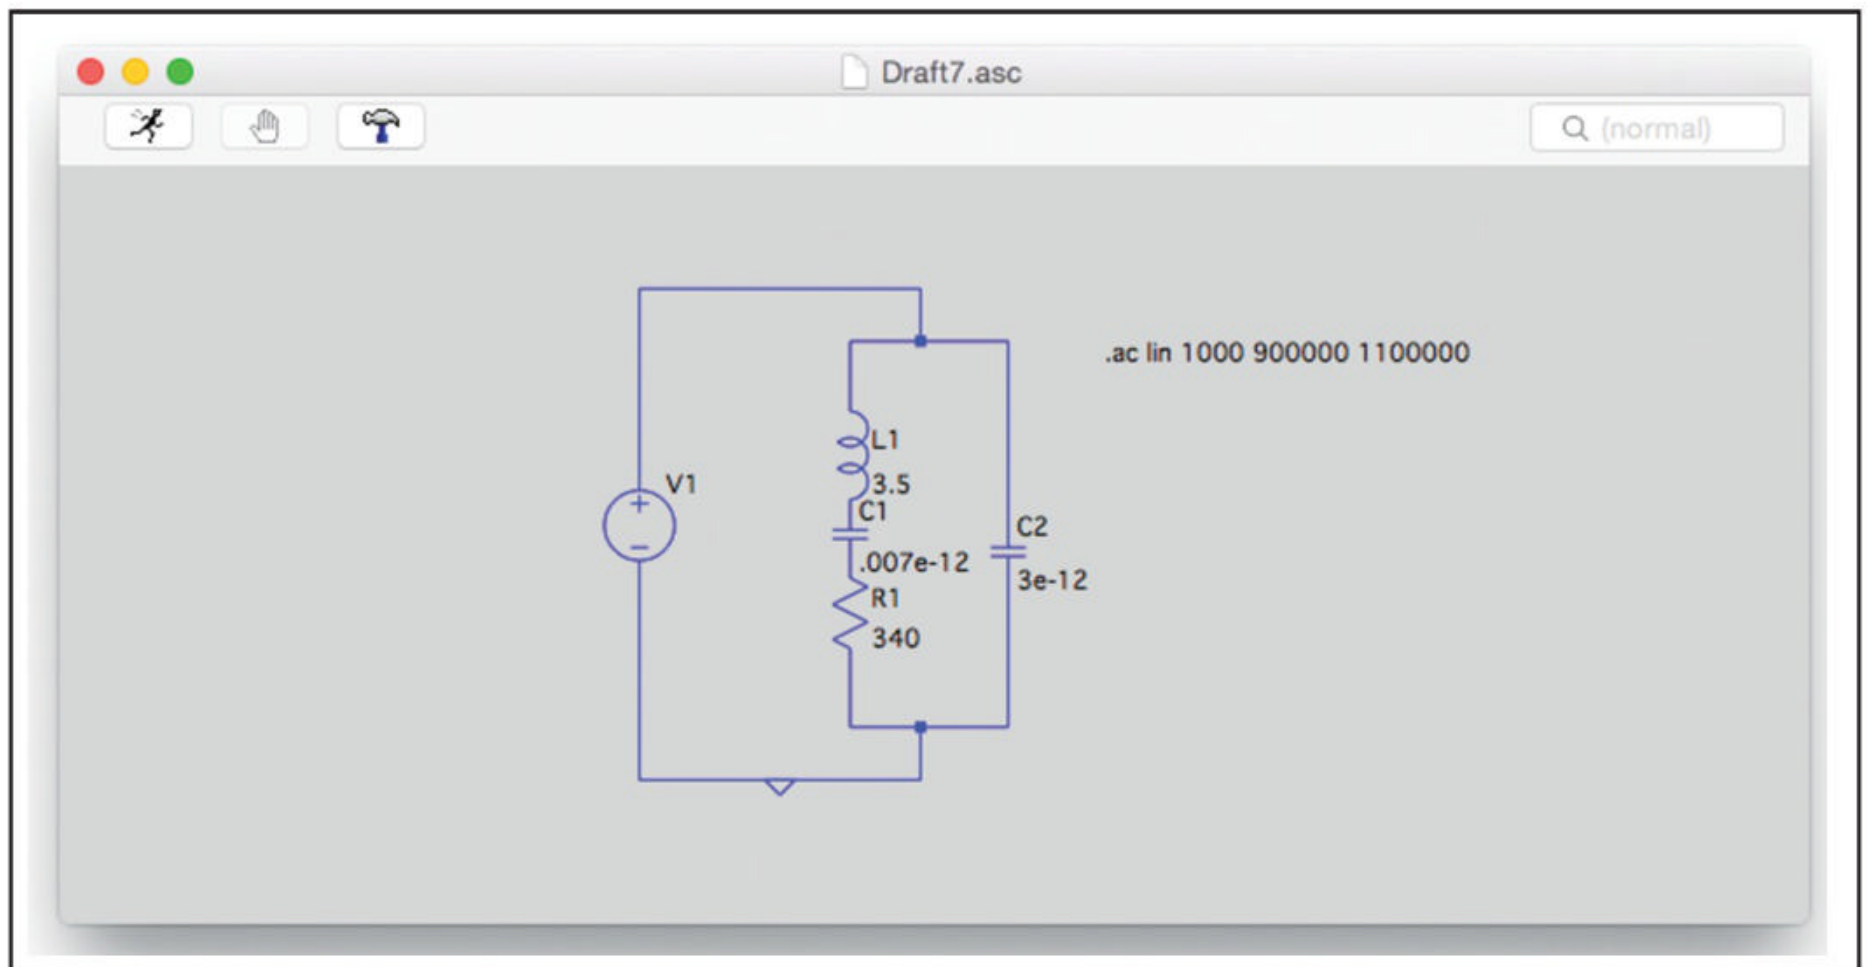 Draft7.asc
(normal)
.ac lin 1000 900000 1100000
V1
L1
3.5
C1
.007e-12
R1
340
C2
3e-12